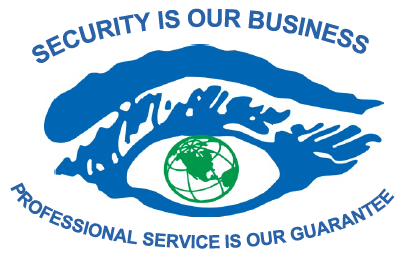 SECURITY IS OUR BUSINESS
PROFESSIONAL SERVICE IS OUR GUARANTEE